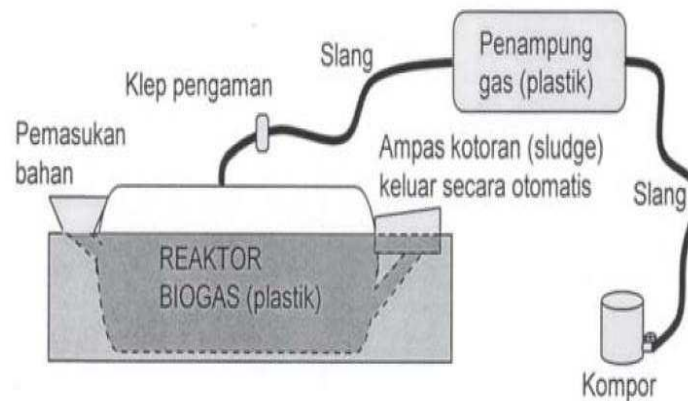 Slang
Penampung
gas (plastik)
Klep pengaman
Pemasukan
bahan
Ampas kotoran (sludge)
keluar secara otomatis
Slang
REAKTOR
BIOGAS (plastik)
Kompor